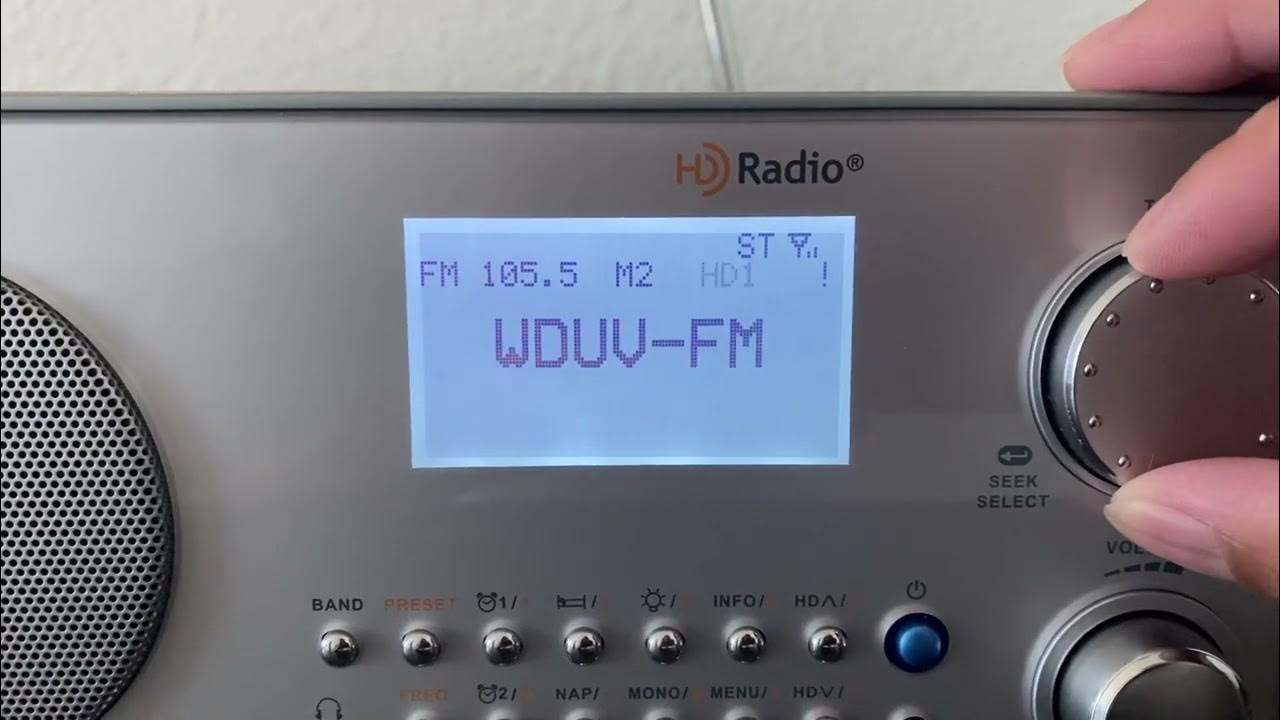 HD Radio®
ST
FM 105.5 M2 HD1 !
WDUV-FM
SEEK
SELECT
BAND PRESET 1/ / / INFO/ HD∧/
FREQ 2/ NAP/ MONO/ MENU/ HD∨/